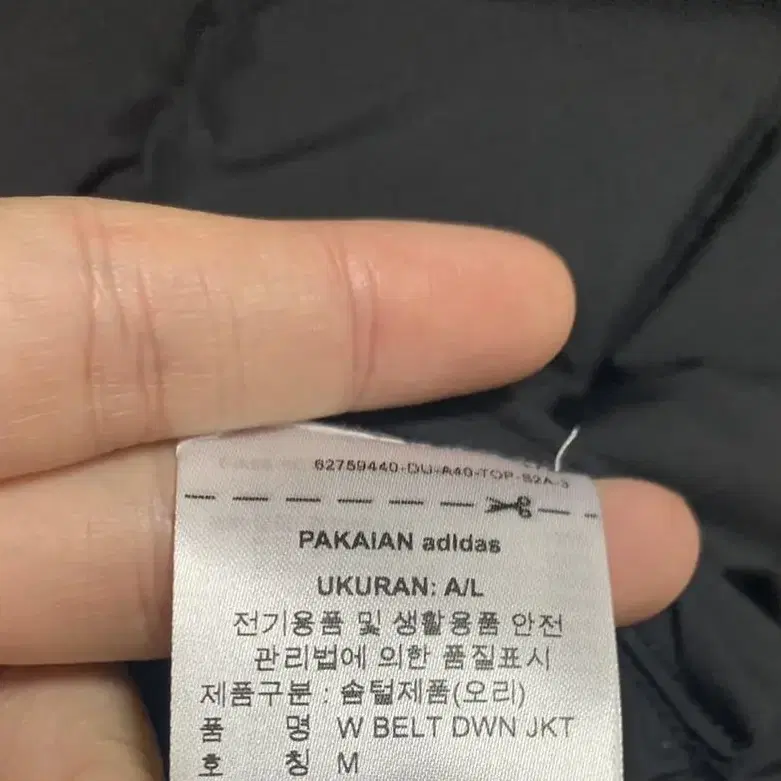 62759440-DU-A40-TOP-S2A-3
PAKAIAN adidas
UKURAN: A/L
전기용품 및 생활용품 안전
관리법에 의한 품질표시
제품구분 : 솜털제품(오리)
품 명 W BELT DWN JKT
호 칭 M